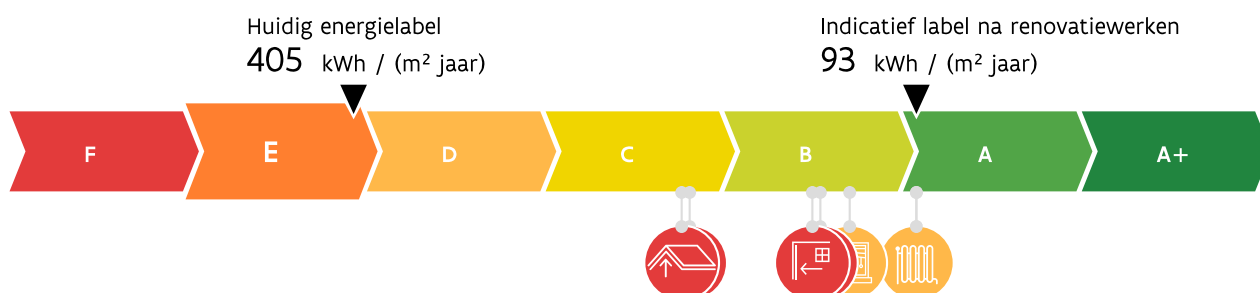 Huidig energielabel
405 kWh / (m² jaar)
Indicatief label na renovatiewerken
93 kWh / (m² jaar)
F E D C B A A+